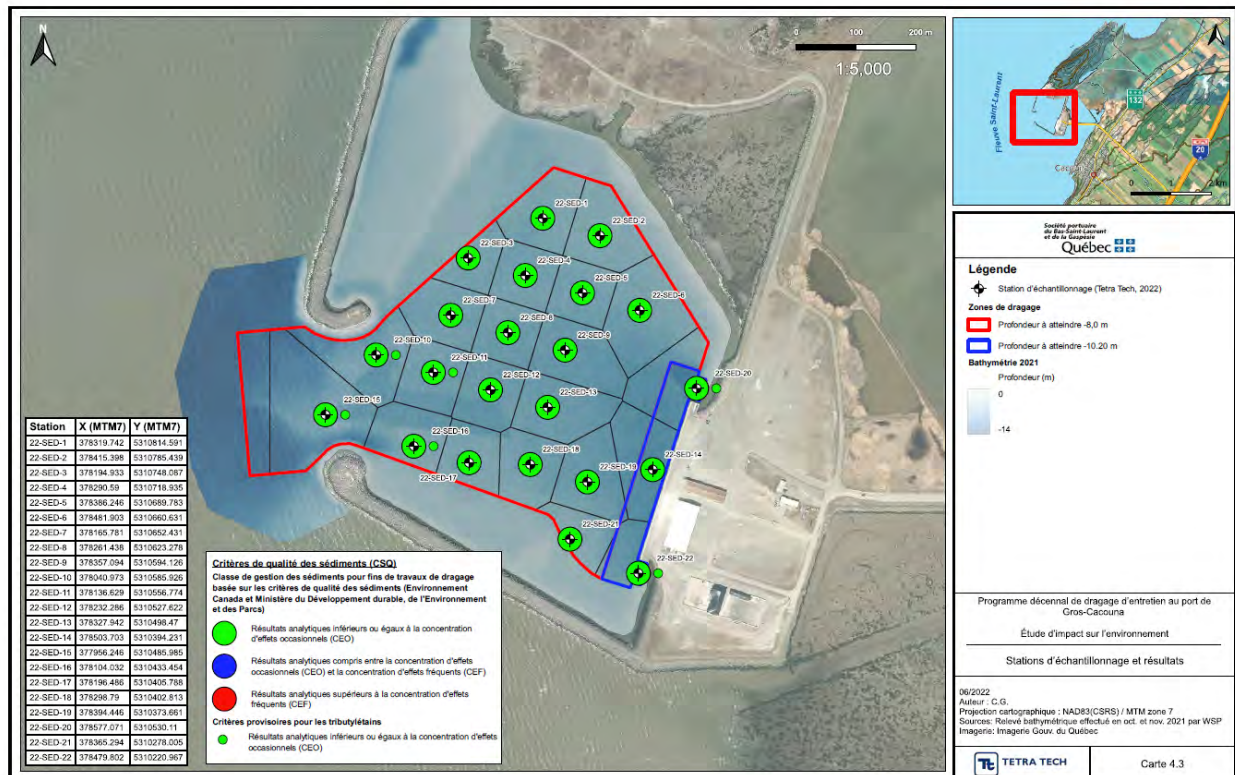 N
0 100 200 m
1:5,000
22-SED-1
22-SED-2
22-SED-3
22-SED-4
22-SED-5
22-SED-6
22-SED-7
22-SED-8
22-SED-9
22-SED-10
22-SED-11
22-SED-12
22-SED-13
22-SED-15
22-SED-20
22-SED-16
22-SED-18
22-SED-17
22-SED-19
22-SED-14
22-SED-21
22-SED-22
Station X (MTM7) Y (MTM7)
22-SED-1 378319.742 5310814.591
22-SED-2 378415.398 5310785.439
22-SED-3 378194.933 5310748.087
22-SED-4 378290.59 5310718.935
22-SED-5 378386.246 5310689.783
22-SED-6 378481.903 5310660.631
22-SED-7 378165.781 5310652.431
22-SED-8 378261.438 5310623.278
22-SED-9 378357.094 5310594.126
22-SED-10 378040.973 5310585.926
22-SED-11 378136.629 5310556.774
22-SED-12 378232.286 5310527.622
22-SED-13 378327.942 5310498.47
22-SED-14 378503.703 5310394.231
22-SED-15 377956.246 5310485.985
22-SED-16 378104.032 5310433.454
22-SED-17 378196.486 5310405.788
22-SED-18 378298.79 5310402.813
22-SED-19 378394.446 5310373.661
22-SED-20 378577.071 5310530.11
22-SED-21 378365.294 5310278.005
22-SED-22 378479.802 5310220.967
Critères de qualité des sédiments (CSQ)
Classe de gestion des sédiments pour fins de travaux de dragage
basée sur les critères de qualité des sédiments (Environnement
Canada et Ministère du Développement durable, de l'Environnement
et des Parcs)
Résultats analytiques inférieurs ou égaux à la concentration
d'effets occasionnels (CEO)
Résultats analytiques compris entre la concentration d'effets
occasionnels (CEO) et la concentration d'effets fréquents (CEF)
Résultats analytiques supérieurs à la concentration d'effets
fréquents (CEF)
Critères provisoires pour les tributylétains
Résultats analytiques inférieurs ou égaux à la concentration d'effets
occasionnels (CEO)
Fleuve Saint-Laurent
132
20
0 1 2 km
Société portuaire
du Bas-Saint-Laurent
et de la Gaspésie
Québec
Légende
Station d'échantillonnage (Tetra Tech, 2022)
Zones de dragage
Profondeur à atteindre -8,0 m
Profondeur à atteindre -10.20 m
Bathymétrie 2021
Profondeur (m)
0
-14
Programme décennal de dragage d'entretien au port de
Gros-Cacouna
Étude d'impact sur l'environnement
Stations d'échantillonnage et résultats
06/2022
Auteur : C.G.
Projection cartographique : NAD83(CSRS) / MTM zone 7
Sources: Relevé bathymétrique effectué en oct. et nov. 2021 par WSP
Imagerie: Imagerie Gouv. du Québec
Tt TETRA TECH
Carte 4.3